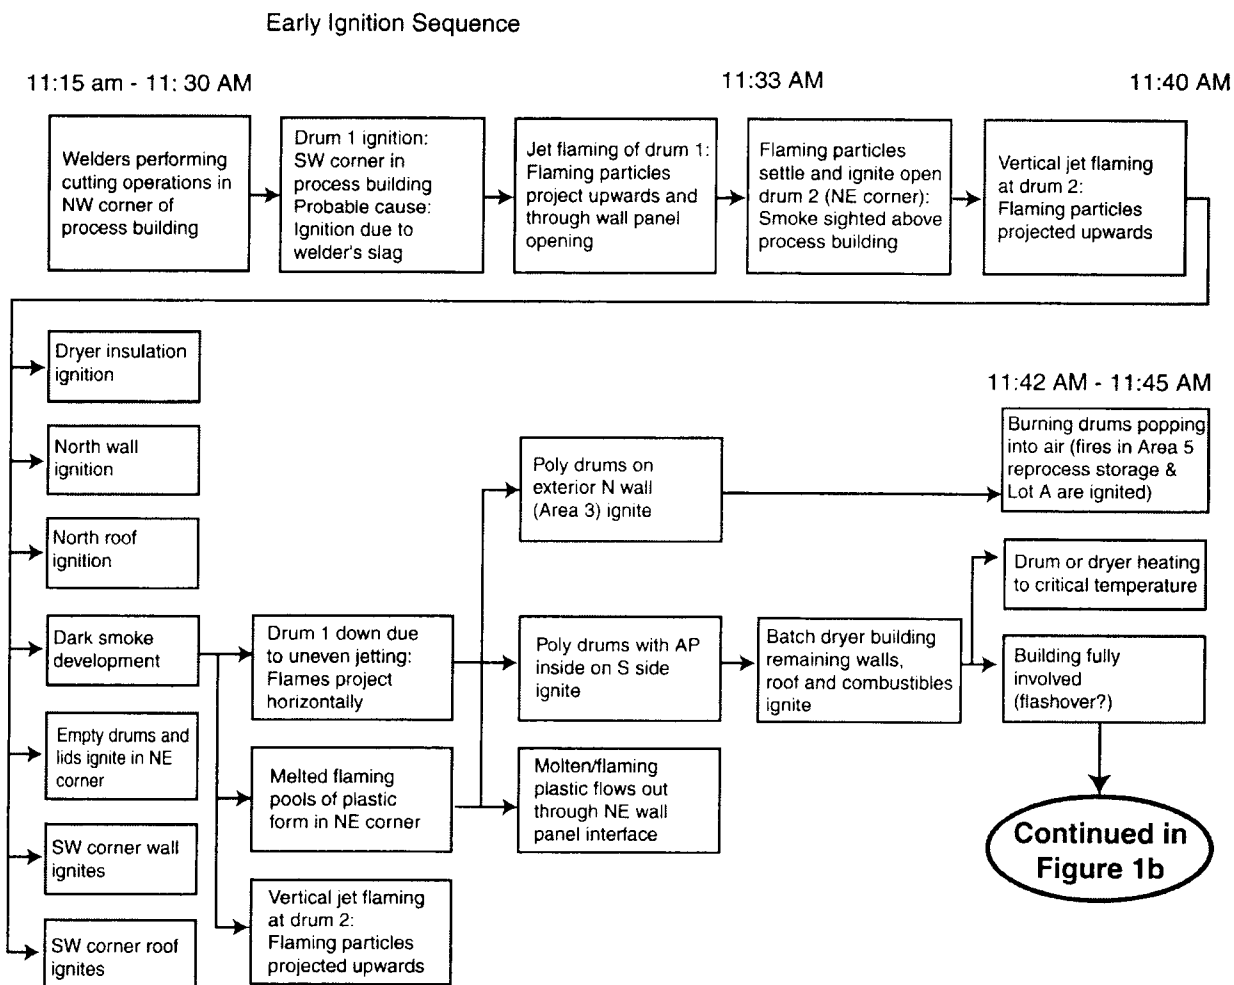 Early Ignition Sequence
11:15 am - 11: 30 AM
11:33 AM
11:40 AM
Welders performing
cutting operations in
NW corner of
process building
Drum 1 ignition:
SW corner in
process building
Probable cause:
Ignition due to
welder's slag
Jet flaming of drum 1:
Flaming particles
project upwards and
through wall panel
opening
Flaming particles
settle and ignite open
drum 2 (NE corner):
Smoke sighted above
process building
Vertical jet flaming
at drum 2:
Flaming particles
projected upwards
Dryer insulation
ignition
North wall
ignition
North roof
ignition
Dark smoke
development
Empty drums and
lids ignite in NE
corner
SW corner wall
ignites
SW corner roof
ignites
Drum 1 down due
to uneven jetting:
Flames project
horizontally
Melted flaming
pools of plastic
form in NE corner
Vertical jet flaming
at drum 2:
Flaming particles
projected upwards
Poly drums on
exterior N wall
(Area 3) ignite
Poly drums with AP
inside on S side
ignite
Molten/flaming
plastic flows out
through NE wall
panel interface
Batch dryer building
remaining walls,
roof and combustibles
ignite
11:42 AM - 11:45 AM
Burning drums popping
into air (fires in Area 5
reprocess storage &
Lot A are ignited)
Drum or dryer heating
to critical temperature
Building fully
involved
(flashover?)
Continued in
Figure 1b